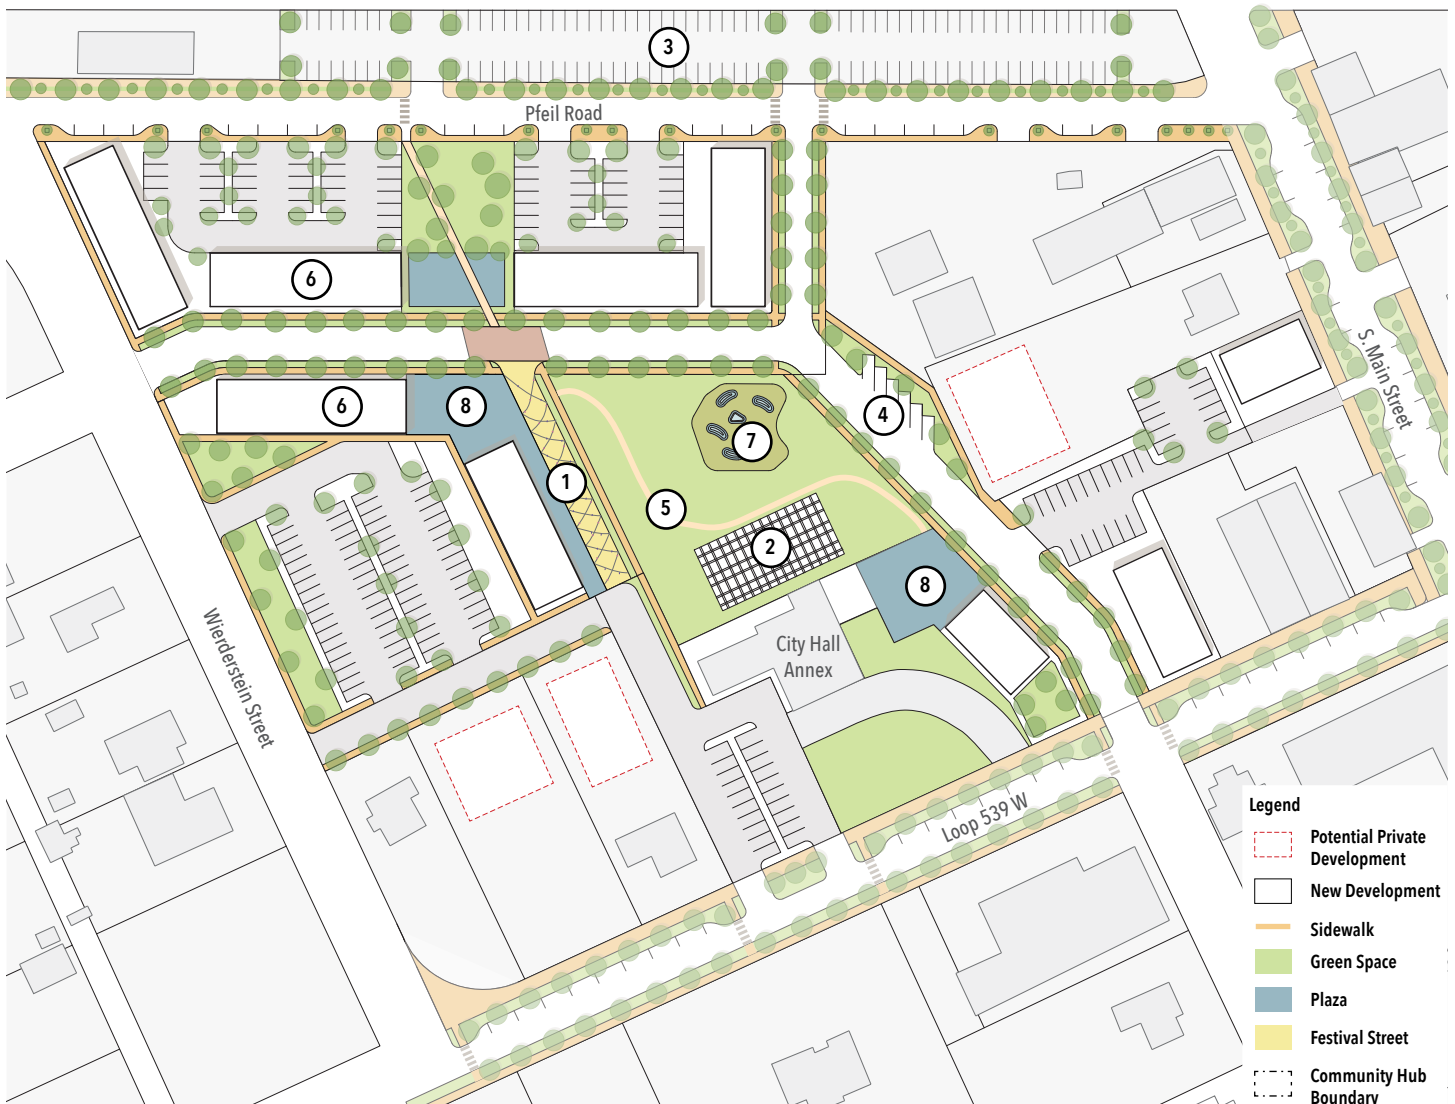 3
Pfeil Road
6
6
8
4
7
1
5
2
8
S. Main Street
Wierderstein Street
City Hall
Annex
Loop 539 W
Legend
Potential Private
Development
New Development
Sidewalk
Green Space
Plaza
Festival Street
Community Hub
Boundary